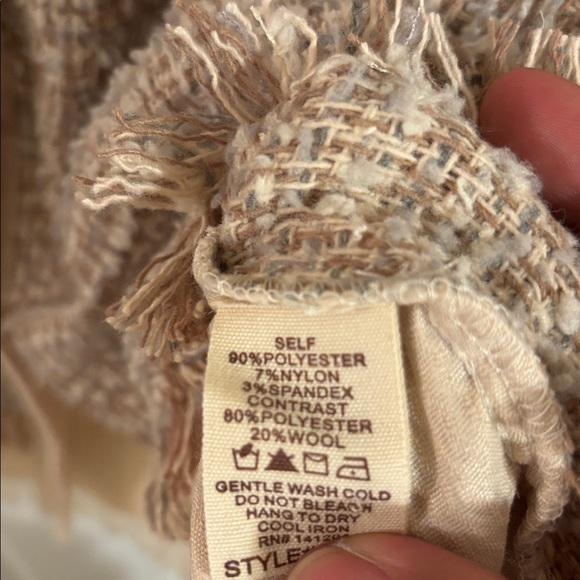 SELF
90%POLYESTER
7%NYLON
3%SPANDEX
CONTRAST
80%POLYESTER
20%WOOL
GENTLE WASH COLD
DO NOT BLEACH
HANG TO DRY
COOL IRON
RN#
STYLE#